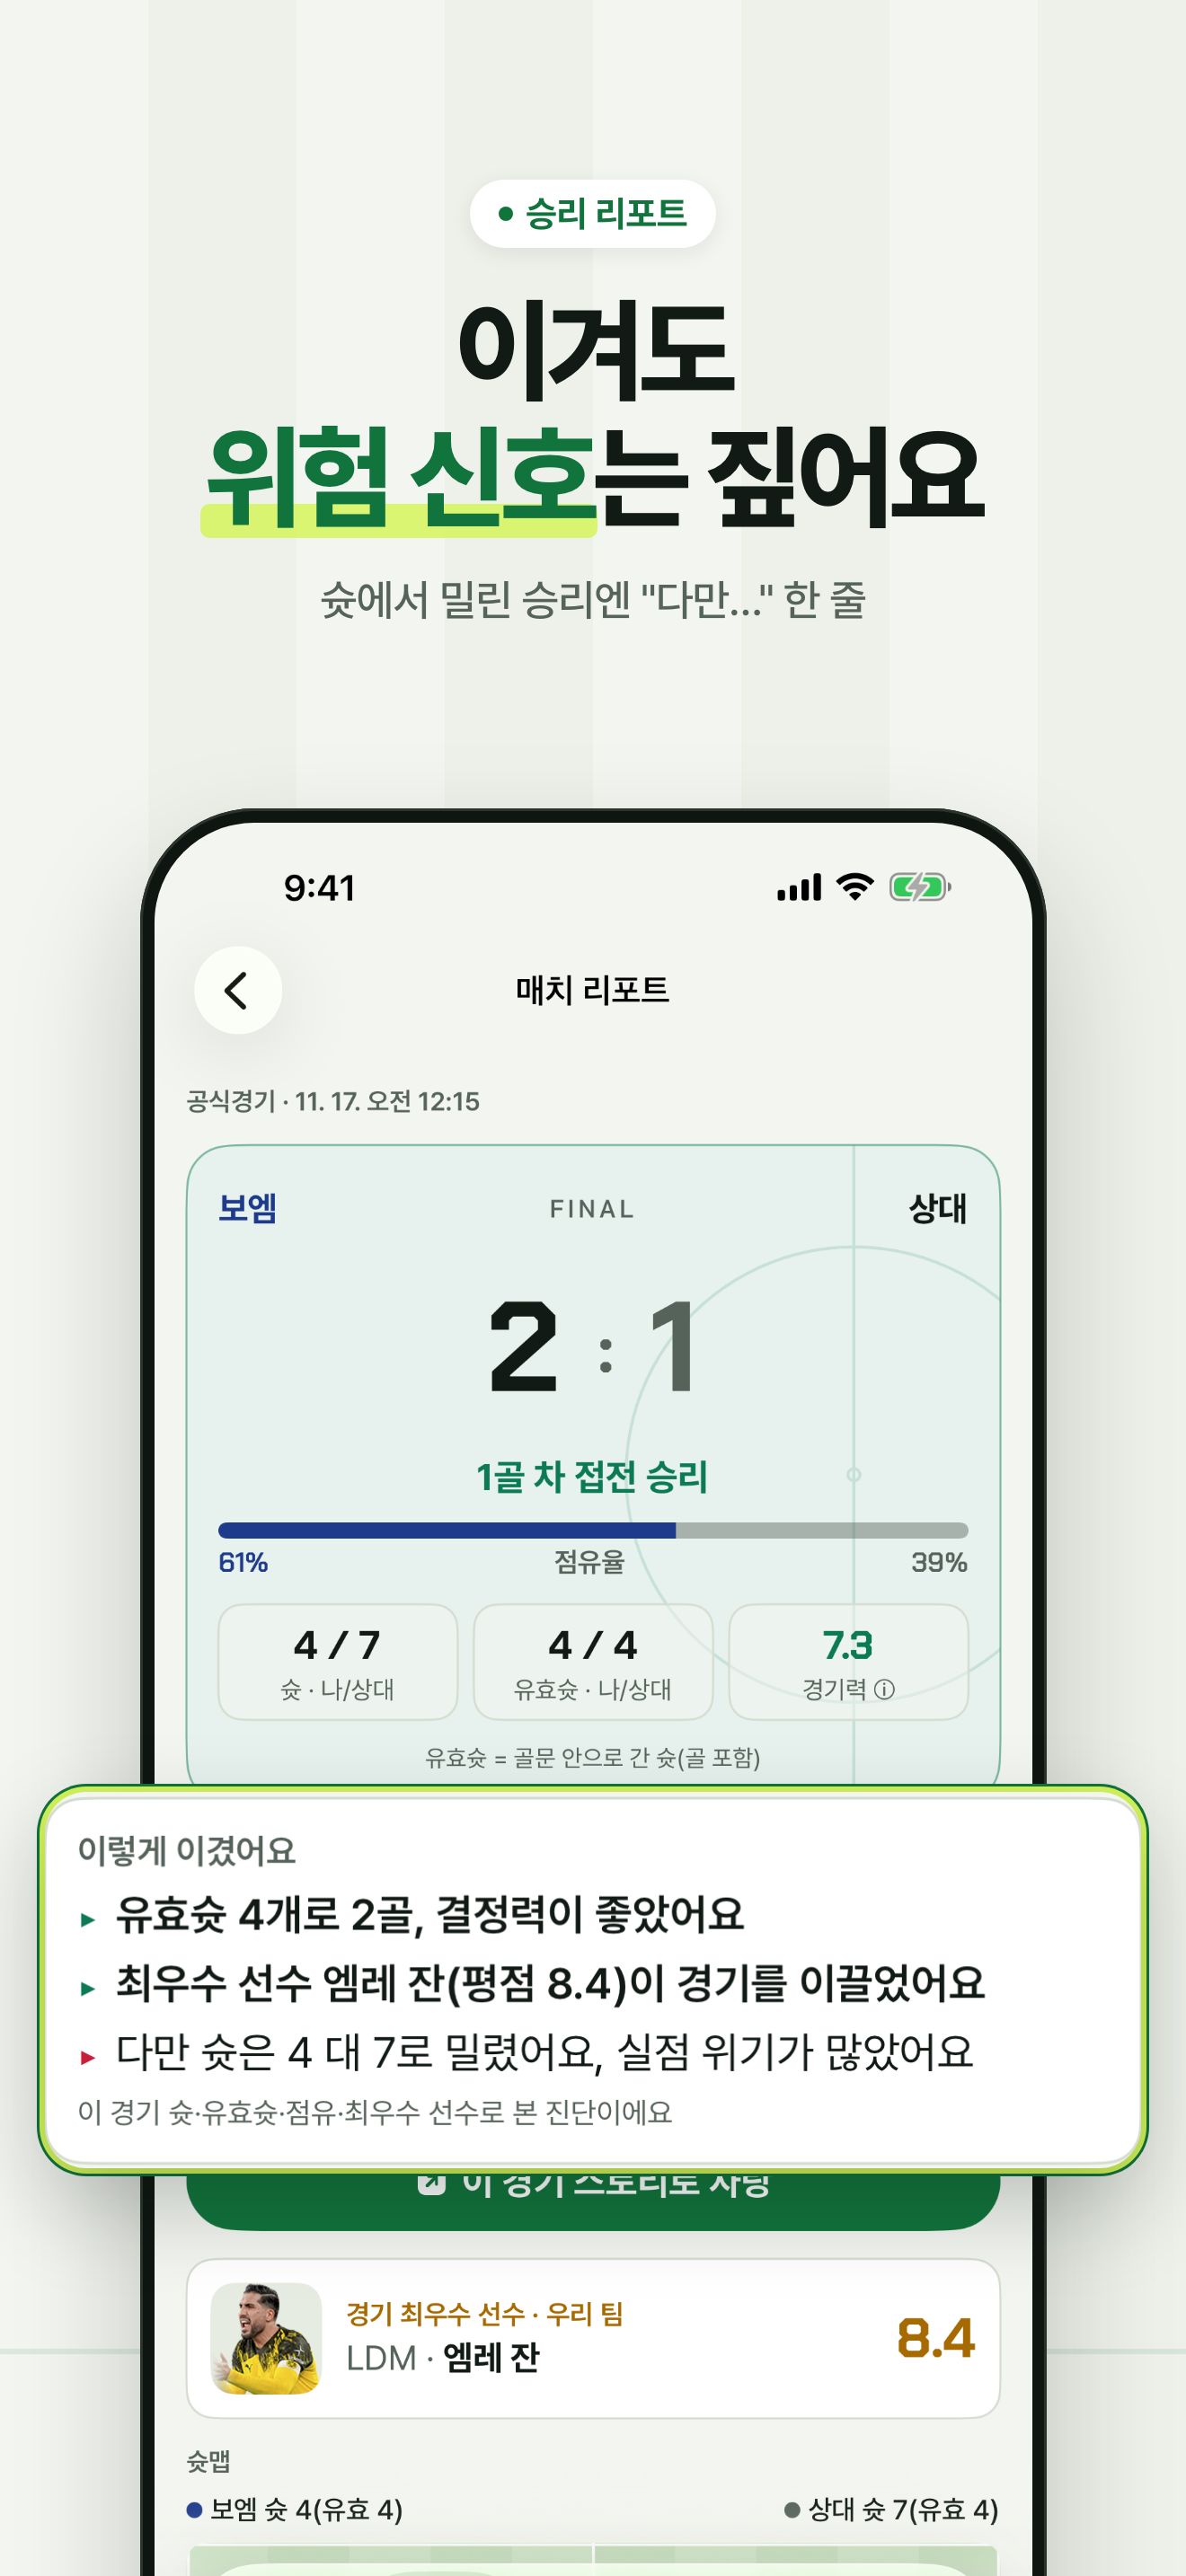 승리 리포트
이겨도
위험 신호는 짚어요
슛에서 밀린 승리엔 "다만..." 한 줄
9:41
매치 리포트
공식경기 · 11. 17. 오전 12:15
보엠 FINAL 상대
2 : 1
1골 차 접전 승리
61% 점유율 39%
4 / 7 4 / 4 7.3
슛 · 나/상대 유효슛 · 나/상대 경기력 ⓘ
유효슛 = 골문 안으로 간 슛(골 포함)
이렇게 이겼어요
▸ 유효슛 4개로 2골, 결정력이 좋았어요
▸ 최우수 선수 엠레 잔(평점 8.4)이 경기를 이끌었어요
▸ 다만 슛은 4 대 7로 밀렸어요, 실점 위기가 많았어요
이 경기 슛·유효슛·점유·최우수 선수로 본 진단이에요
이 경기 스토리로 자랑
경기 최우수 선수 · 우리 팀
LDM · 엠레 잔 8.4
슛맵
보엠 슛 4(유효 4) 상대 슛 7(유효 4)